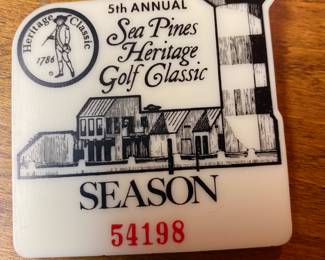 Heritage Classic
1786
5th ANNUAL
Sea Pines
Heritage
Golf Classic
SEASON
54198